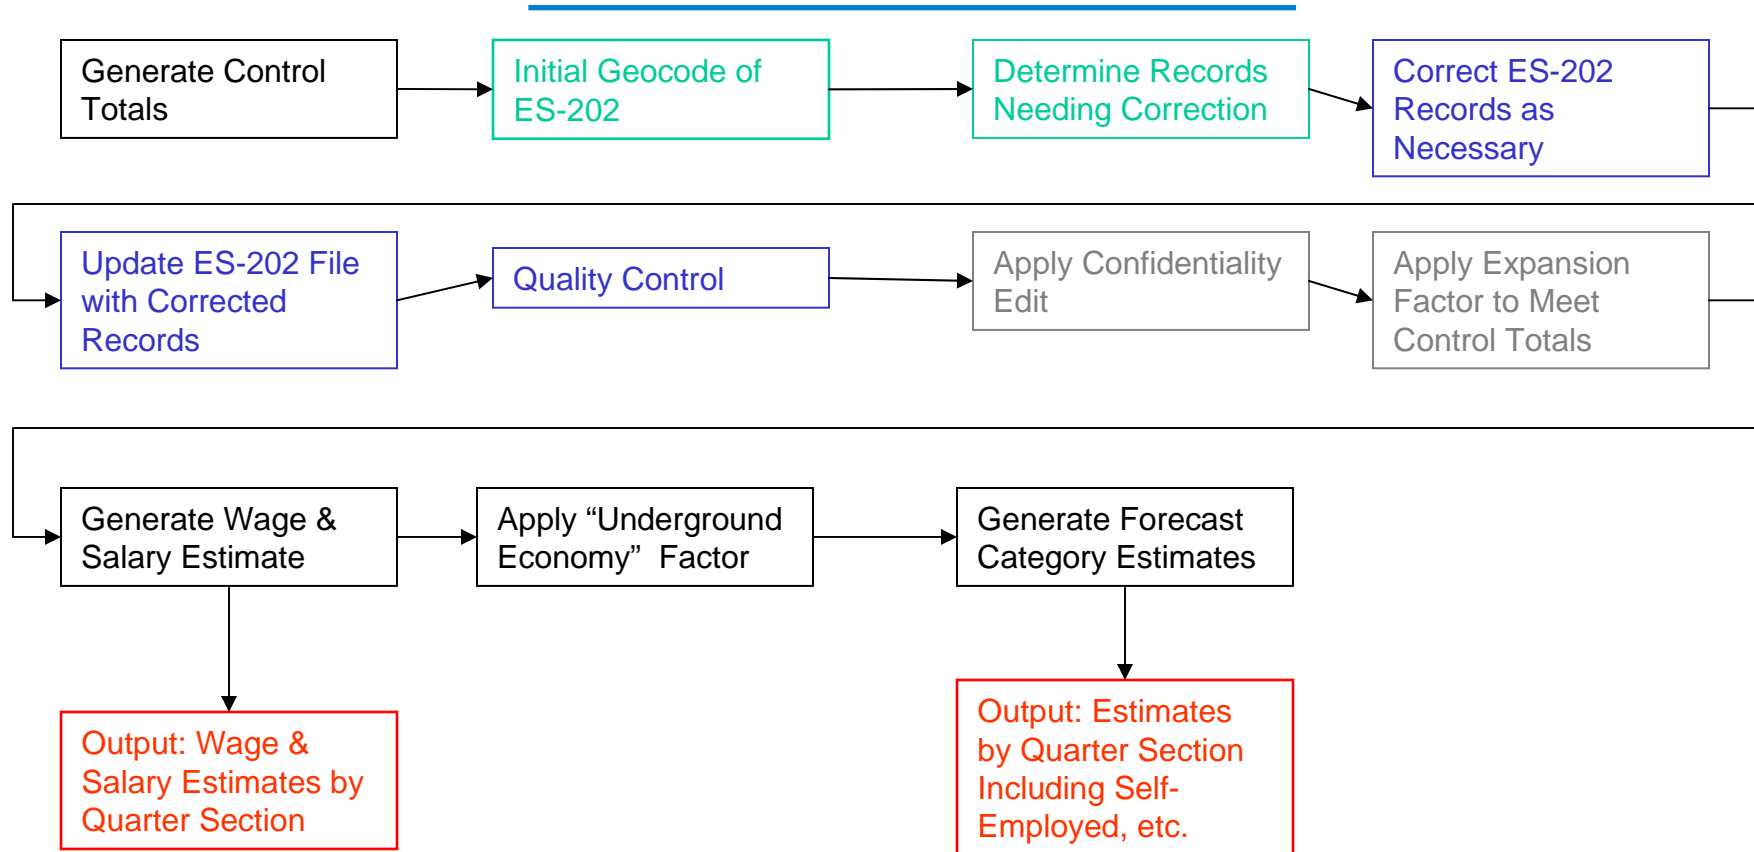 Generate Control
Totals
Initial Geocode of
ES-202
Determine Records
Needing Correction
Correct ES-202
Records as
Necessary
Update ES-202 File
with Corrected
Records
Quality Control
Apply Confidentiality
Edit
Apply Expansion
Factor to Meet
Control Totals
Generate Wage &
Salary Estimate
Apply “Underground
Economy”  Factor
Generate Forecast
Category Estimates
Output: Wage &
Salary Estimates by
Quarter Section
Output: Estimates
by Quarter Section
Including Self-
Employed, etc.